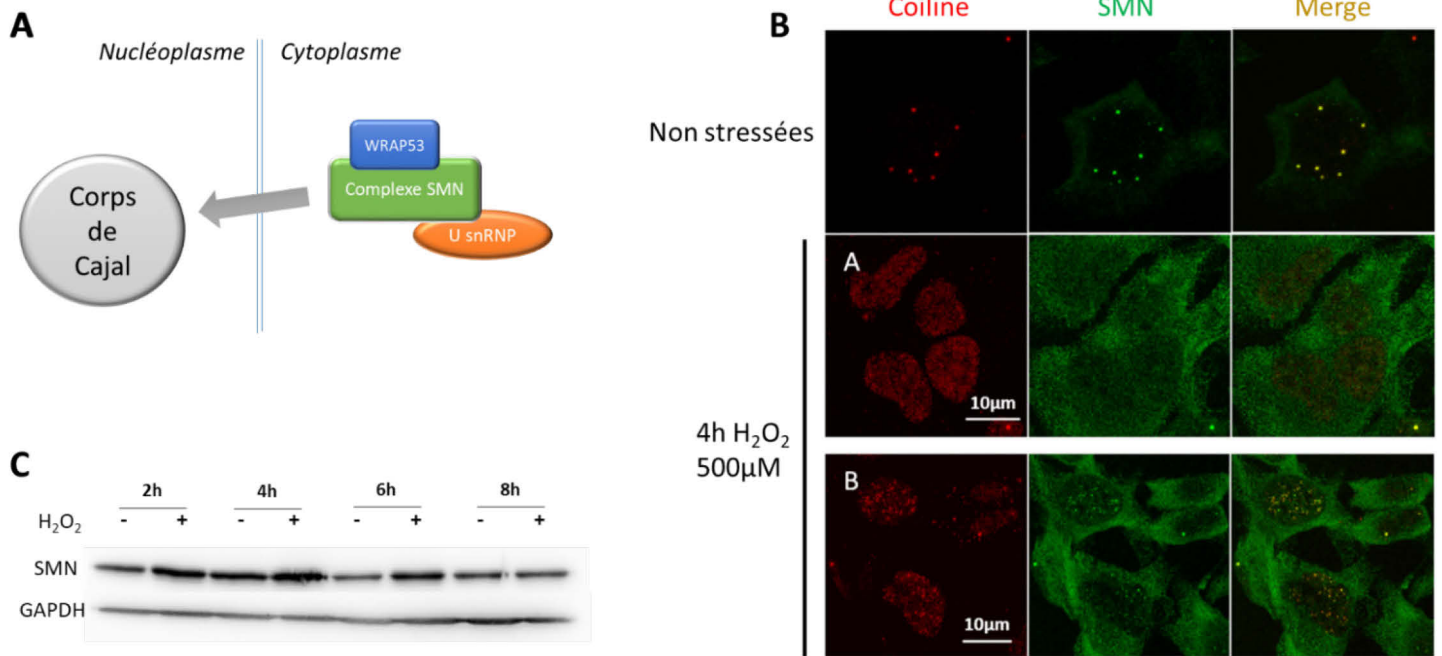 A
Nucléoplasme Cytoplasme
WRAP53
Complexe SMN
U snRNP
Corps
de
Cajal
B
Coiline SMN Merge
Non stressées
4h H₂O₂
500µM
A
10µm
B
10µm
C
2h 4h 6h 8h
H₂O₂ - + - + - + - +
SMN
GAPDH